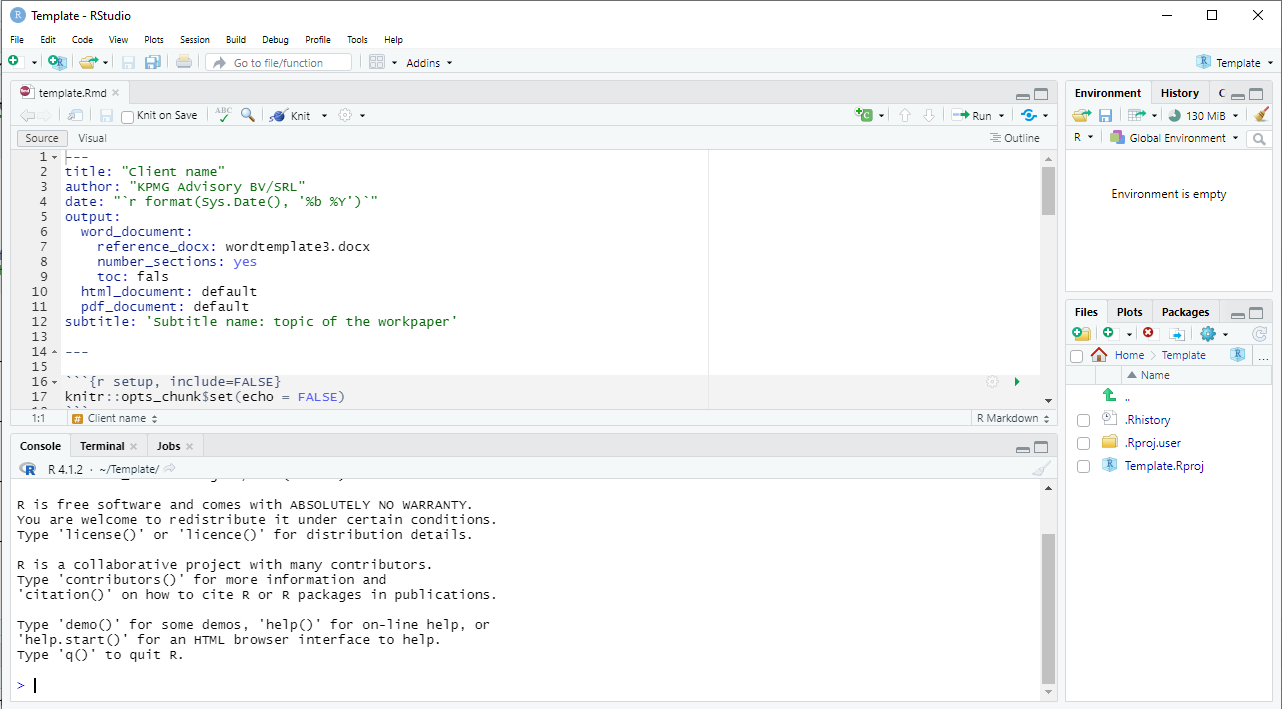 Template - RStudio
File Edit Code View Plots Session Build Debug Profile Tools Help
Go to file/function Addins Template
template.Rmd
Knit on Save ABC Knit Run
Source Visual Outline
1 ---
2 title: "Client name"
3 author: "KPMG Advisory BV/SRL"
4 date: "`r format(Sys.Date(), '%b %Y')`"
5 output:
6 word_document:
7 reference_docx: wordtemplate3.docx
8 number_sections: yes
9 toc: fals
10 html_document: default
11 pdf_document: default
12 subtitle: 'Subtitle name: topic of the workpaper'
13
14 ---
15
16 ```{r setup, include=FALSE}
17 knitr::opts_chunk$set(echo = FALSE)
1:1 # Client name R Markdown
Console Terminal Jobs
R R 4.1.2 · ~/Template/
R is free software and comes with ABSOLUTELY NO WARRANTY.
You are welcome to redistribute it under certain conditions.
Type 'license()' or 'licence()' for distribution details.
R is a collaborative project with many contributors.
Type 'contributors()' for more information and
'citation()' on how to cite R or R packages in publications.
Type 'demo()' for some demos, 'help()' for on-line help, or
'help.start()' for an HTML browser interface to help.
Type 'q()' to quit R.
>
Environment History C
130 MiB
R Global Environment
Environment is empty
Files Plots Packages
Home Template ...
Name
..
.Rhistory
.Rproj.user
Template.Rproj